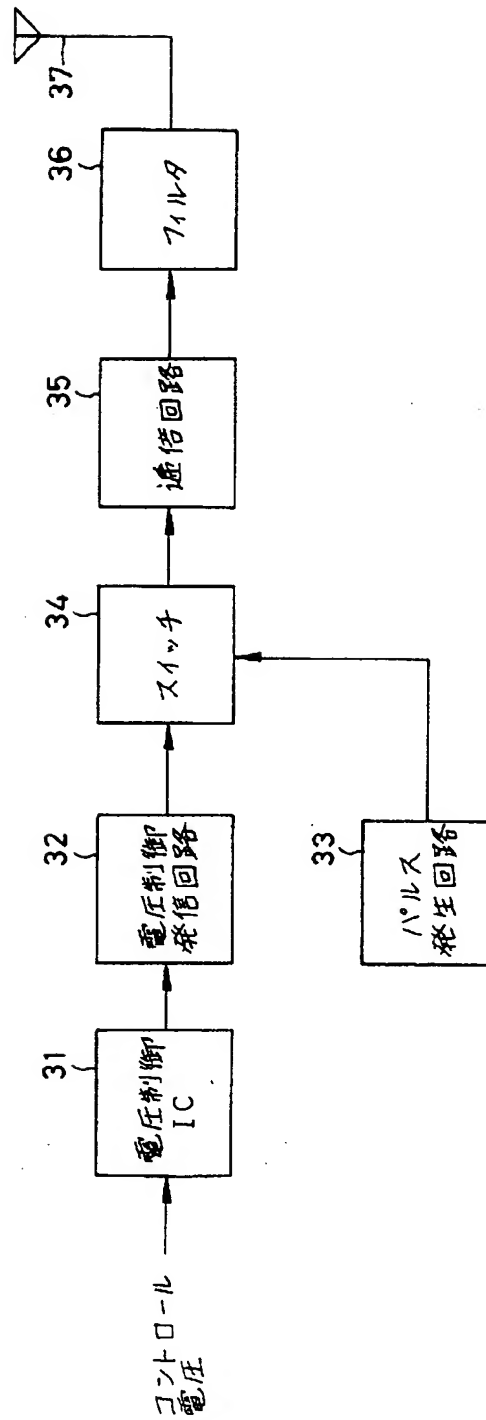 コントロール
電圧
31
電圧制御
IC
32
電圧制御
発信回路
33
パルス
発生回路
34
スイッチ
35
逓倍回路
36
フィルタ
37